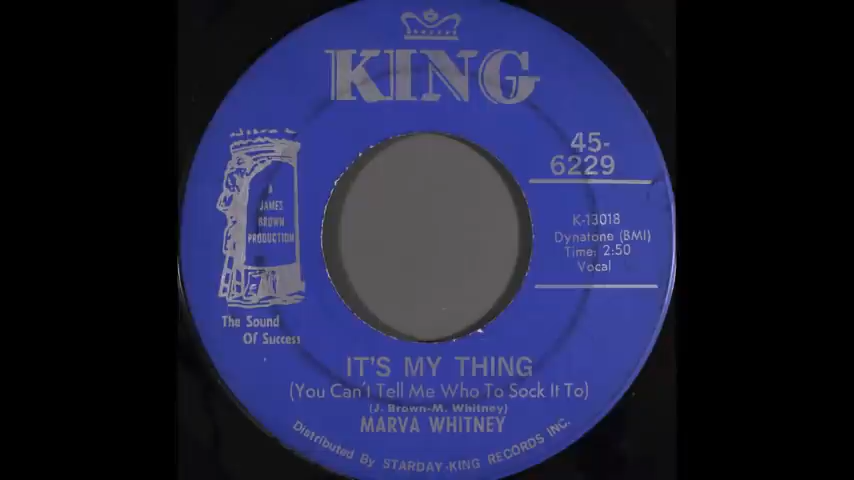 KING
45-
6229
A
JAMES
BROWN
PRODUCTION
K-13018
Dynatone (BMI)
Time: 2:50
Vocal
The Sound
Of Success
IT'S MY THING
(You Can't Tell Me Who To Sock It To)
(J. Brown-M. Whitney)
MARVA WHITNEY
Distributed By STARDAY-KING RECORDS INC.